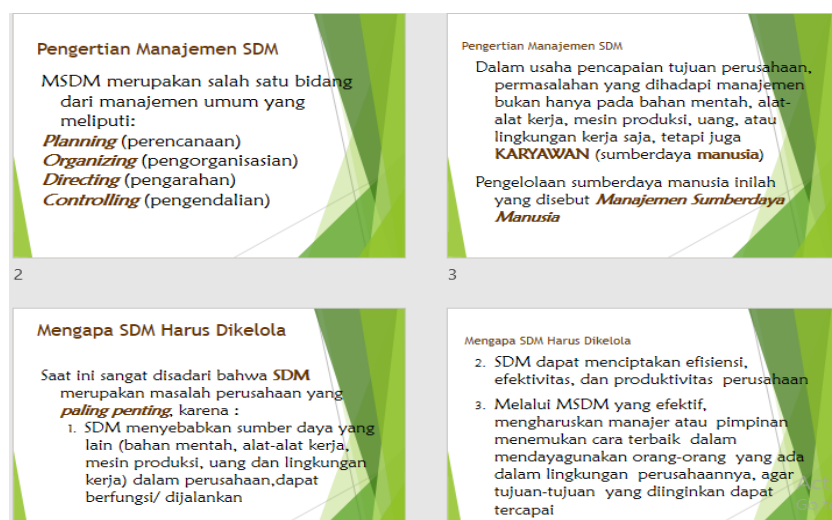 Pengertian Manajemen SDM
MSDM merupakan salah satu bidang
dari manajemen umum yang
meliputi:
Planning (perencanaan)
Organizing (pengorganisasian)
Directing (pengarahan)
Controlling (pengendalian)
2
Pengertian Manajemen SDM
Dalam usaha pencapaian tujuan perusahaan,
permasalahan yang dihadapi manajemen
bukan hanya pada bahan mentah, alat-
alat kerja, mesin produksi, uang, atau
lingkungan kerja saja, tetapi juga
KARYAWAN (sumberdaya manusia)
Pengelolaan sumberdaya manusia inilah
yang disebut Manajemen Sumberdaya
Manusia
3
Mengapa SDM Harus Dikelola
Saat ini sangat disadari bahwa SDM
merupakan masalah perusahaan yang
paling penting, karena :
1. SDM menyebabkan sumber daya yang
lain (bahan mentah, alat-alat kerja,
mesin produksi, uang dan lingkungan
kerja) dalam perusahaan,dapat
berfungsi/ dijalankan
Mengapa SDM Harus Dikelola
2. SDM dapat menciptakan efisiensi,
efektivitas, dan produktivitas perusahaan
3. Melalui MSDM yang efektif,
mengharuskan manajer atau pimpinan
menemukan cara terbaik dalam
mendayagunakan orang-orang yang ada
dalam lingkungan perusahaannya, agar
tujuan-tujuan yang diinginkan dapat
tercapai